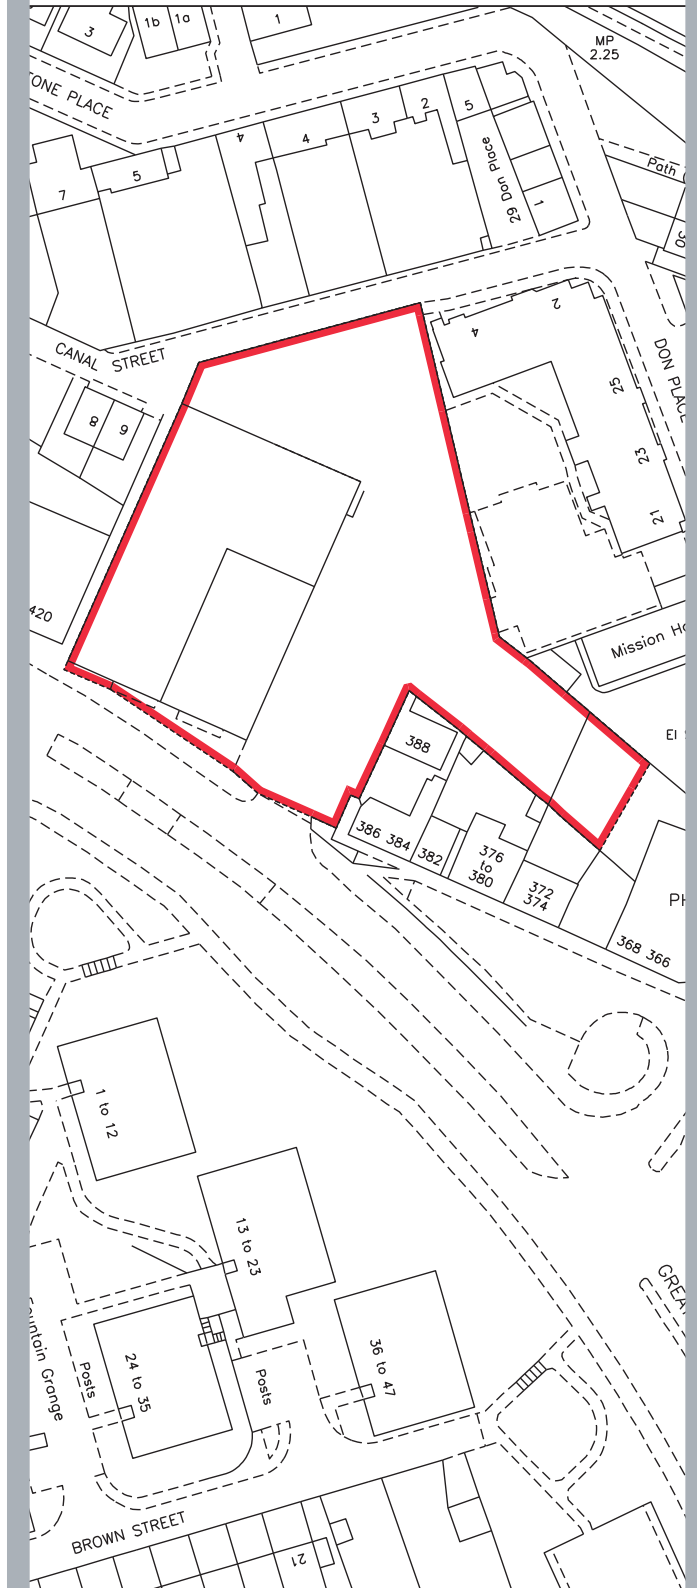 3
1b
1a
1
MP
2.25
ONE PLACE
Path
7
5
4
4
3
2
5
29 Don Place
1
30
CANAL STREET
4
2
25
23
21
DON PLACE
8
9
420
Mission
El
388
386 384
382
376
to
380
372
374
368 366
PH
1 to 12
13 to 23
24 to 35
36 to 47
Posts
Posts
untain Grange
GREA
BROWN STREET
21